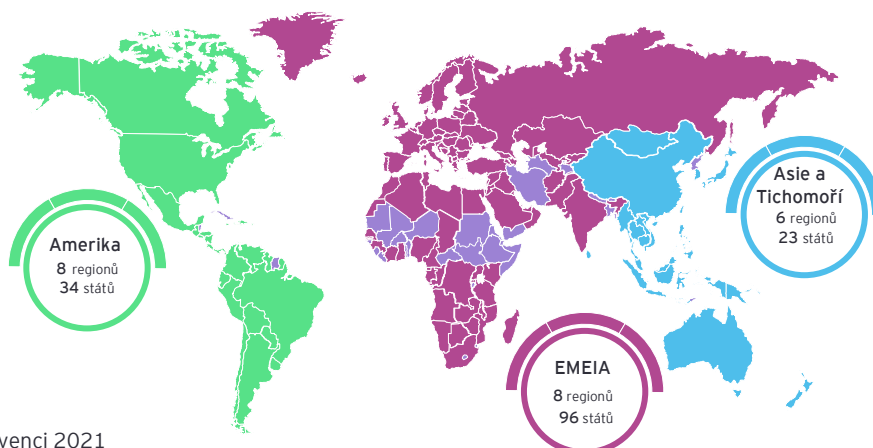 Amerika
8 regionů
34 států
Asie a
Tichomoří
6 regionů
23 států
EMEIA
8 regionů
96 států
venci 2021